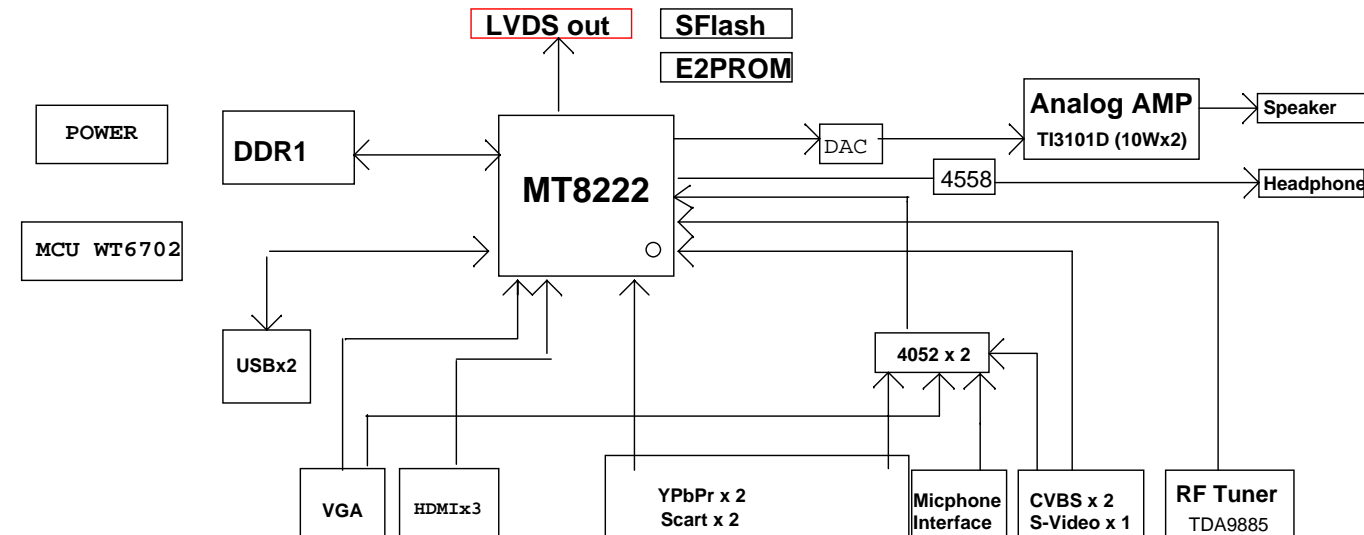 LVDS out
SFlash
E2PROM
POWER
DDR1
MT8222
DAC
Analog AMP
TI3101D (10Wx2)
Speaker
4558
Headphone
MCU WT6702
USBx2
4052 x 2
VGA
HDMIx3
YPbPr x 2
Scart x 2
Micphone
Interface
CVBS x 2
S-Video x 1
RF Tuner
TDA9885